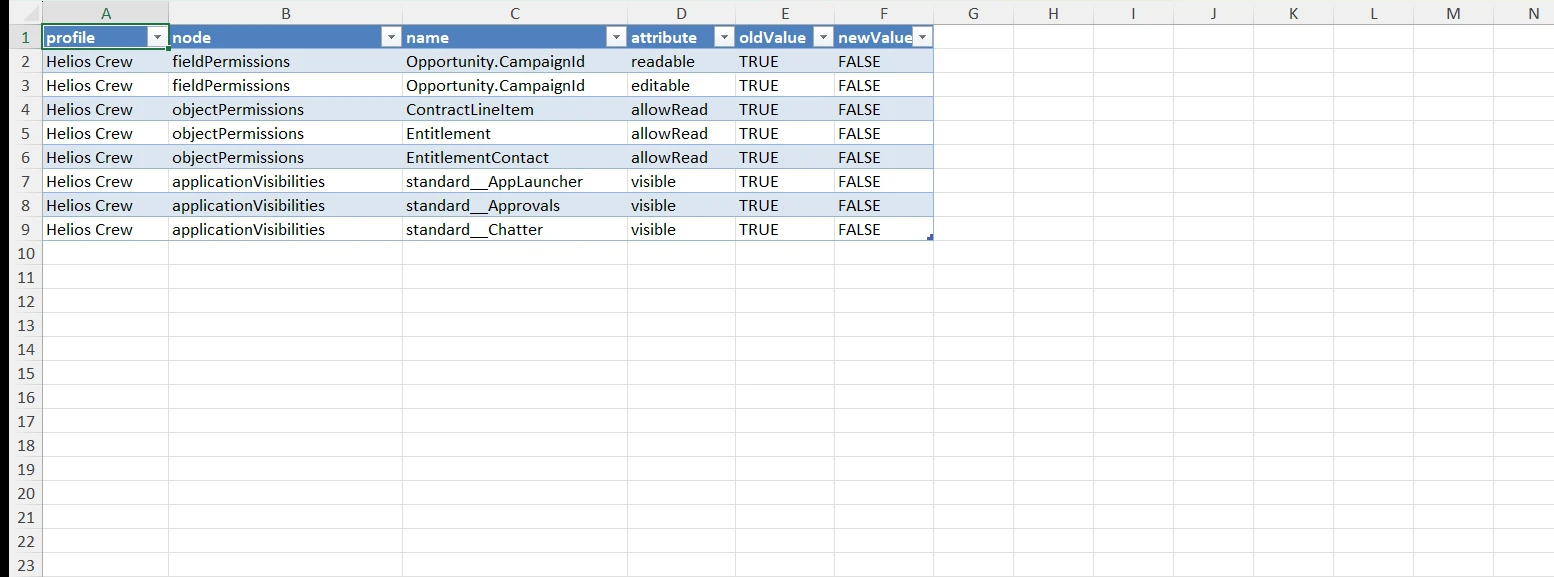 A B C D E F G H I J K L M N
1 profile node name attribute oldValue newValue
2 Helios Crew fieldPermissions Opportunity.CampaignId readable TRUE FALSE
3 Helios Crew fieldPermissions Opportunity.CampaignId editable TRUE FALSE
4 Helios Crew objectPermissions ContractLineItem allowRead TRUE FALSE
5 Helios Crew objectPermissions Entitlement allowRead TRUE FALSE
6 Helios Crew objectPermissions EntitlementContact allowRead TRUE FALSE
7 Helios Crew applicationVisibilities standard__AppLauncher visible TRUE FALSE
8 Helios Crew applicationVisibilities standard__Approvals visible TRUE FALSE
9 Helios Crew applicationVisibilities standard__Chatter visible TRUE FALSE
10
11
12
13
14
15
16
17
18
19
20
21
22
23